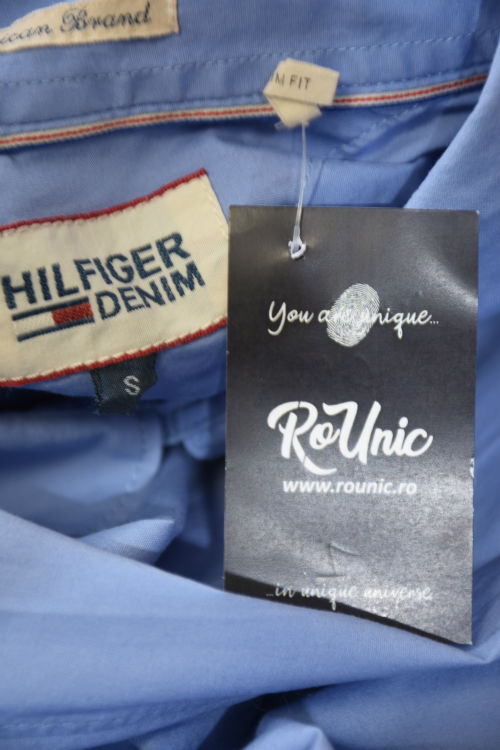 ican Brand
M FIT
HILFIGER
DENIM
S
You are unique...
RoUnic
www.rounic.ro
...in unique universe